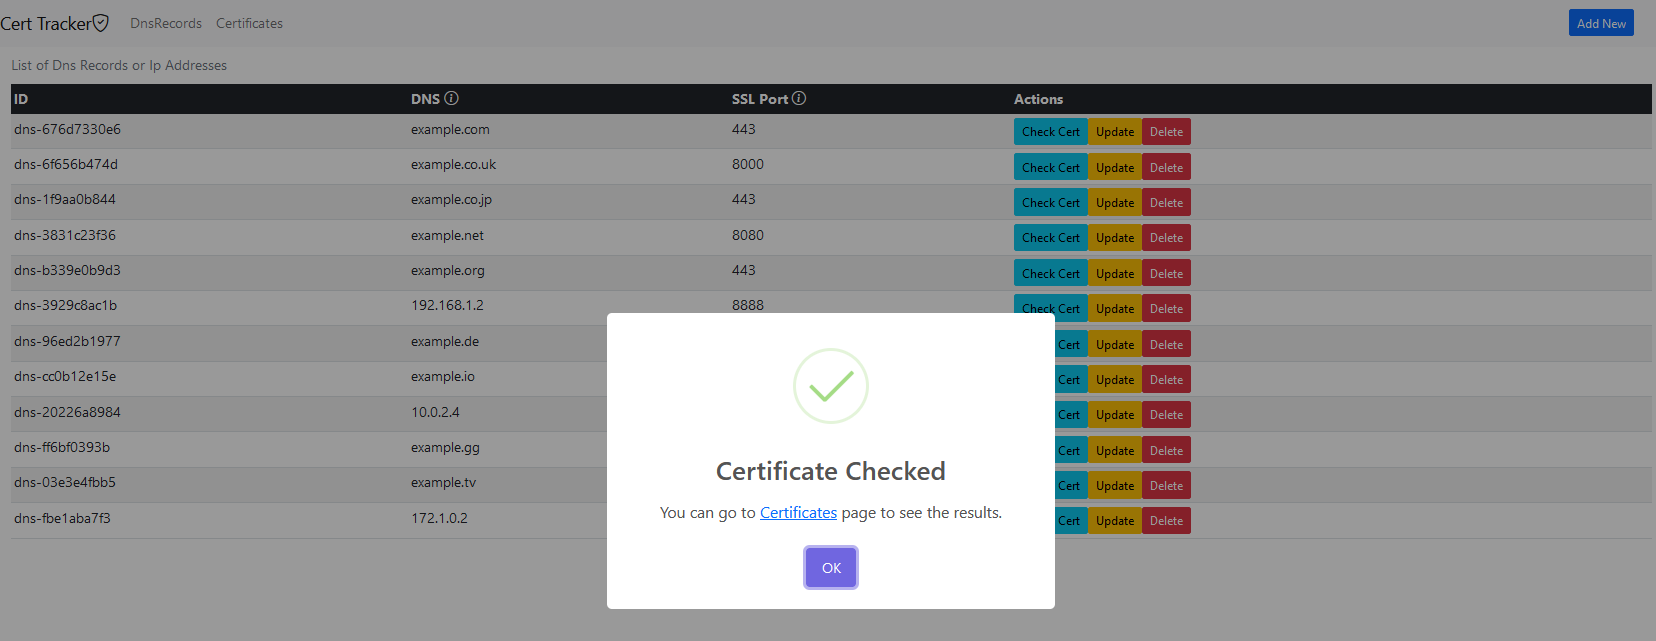 Cert Tracker DnsRecords Certificates Add New
List of Dns Records or Ip Addresses
ID DNS SSL Port Actions
dns-676d7330e6 example.com 443 Check Cert Update Delete
dns-6f656b474d example.co.uk 8000 Check Cert Update Delete
dns-1f9aa0b844 example.co.jp 443 Check Cert Update Delete
dns-3831c23f36 example.net 8080 Check Cert Update Delete
dns-b339e0b9d3 example.org 443 Check Cert Update Delete
dns-3929c8ac1b 192.168.1.2 8888 Check Cert Update Delete
dns-96ed2b1977 example.de Cert Update Delete
dns-cc0b12e15e example.io Cert Update Delete
dns-20226a8984 10.0.2.4 Cert Update Delete
dns-ff6bf0393b example.gg Cert Update Delete
dns-03e3e4fbb5 example.tv Cert Update Delete
dns-fbe1aba7f3 172.1.0.2 Cert Update Delete
Certificate Checked
You can go to Certificates page to see the results.
OK